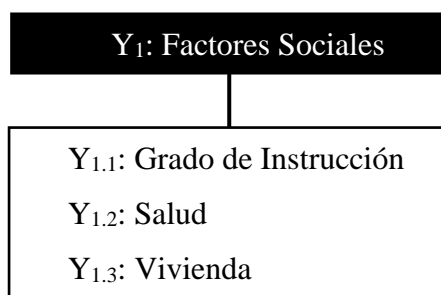 Y₁: Factores Sociales
Y₁.₁: Grado de Instrucción
Y₁.₂: Salud
Y₁.₃: Vivienda